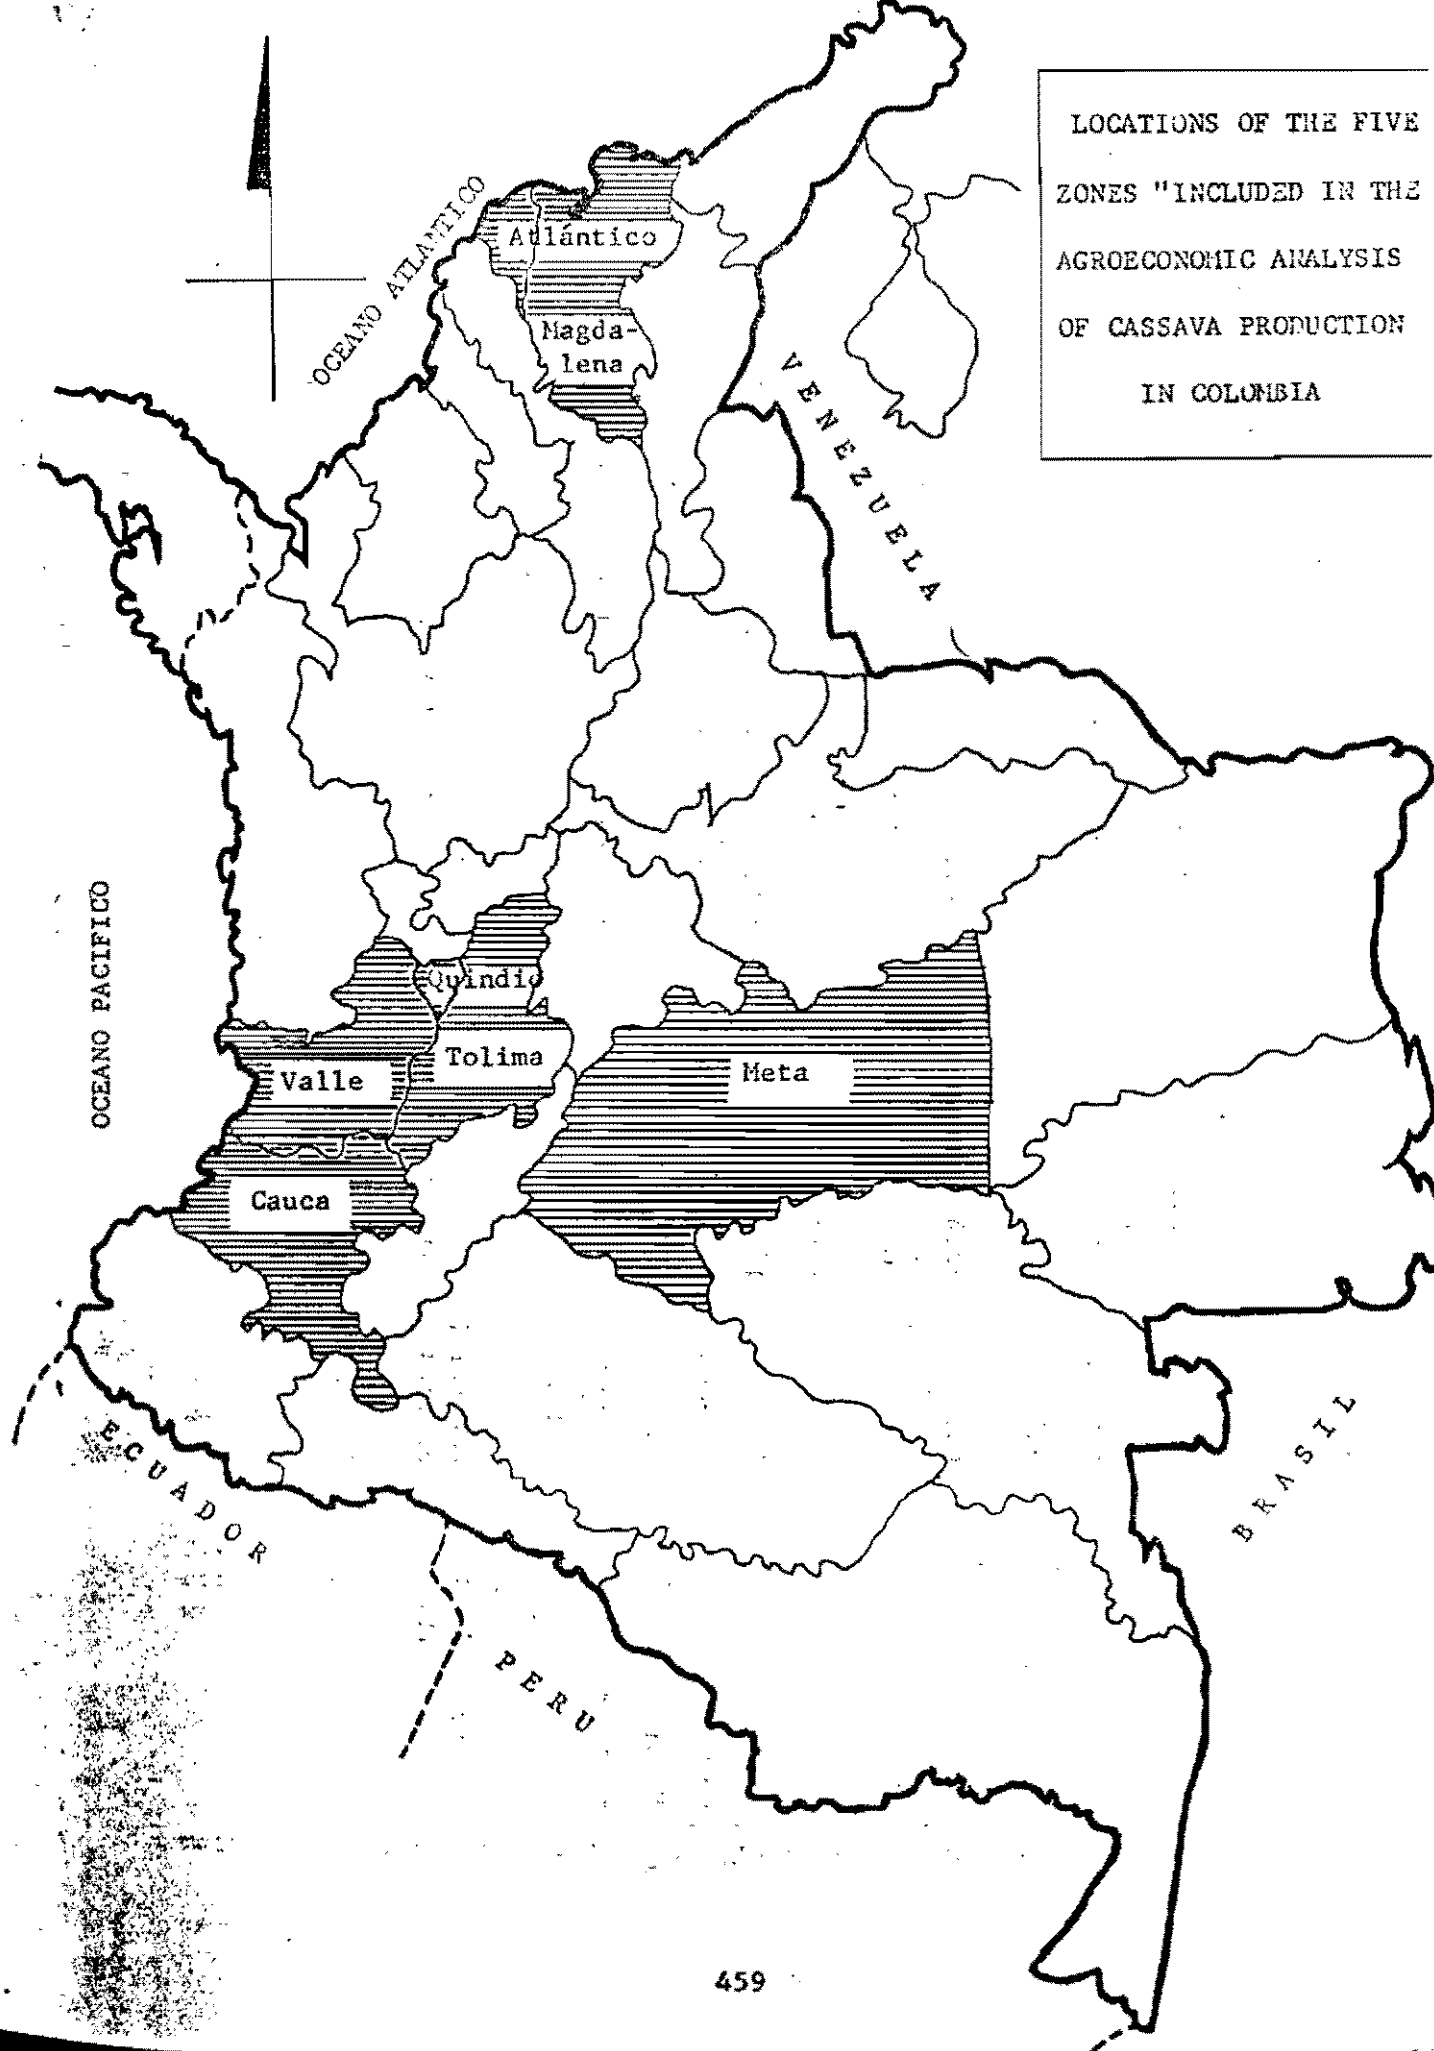 LOCATIONS OF THE FIVE
ZONES "INCLUDED IN THE
AGROECONOMIC ANALYSIS
OF CASSAVA PRODUCTION
IN COLOMBIA
OCEANO ATLANTICO
Atlántico
Magda-
lena
VENEZUELA
OCEANO PACIFICO
Quindio
Tolima
Valle
Meta
Cauca
ECUADOR
BRASIL
PERU
459